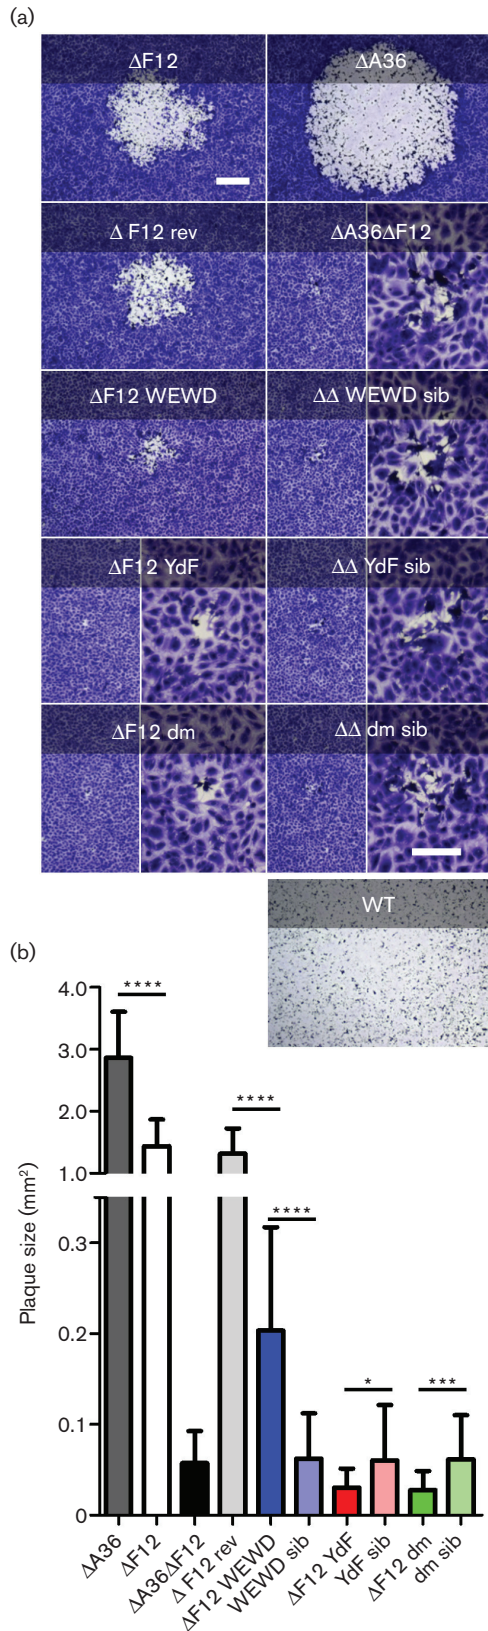 (a)
ΔF12
ΔA36
Δ F12 rev
ΔA36ΔF12
ΔF12 WEWD
ΔΔ WEWD sib
ΔF12 YdF
ΔΔ YdF sib
ΔF12 dm
ΔΔ dm sib
WT
(b)
Plaque size (mm²)
4.0
3.0
2.0
1.0
0.3
0.2
0.1
0
****
****
****
*
***
ΔA36
ΔF12
ΔA36ΔF12
Δ F12 rev
ΔF12 WEWD
WEWD sib
ΔF12 YdF
YdF sib
ΔF12 dm
dm sib